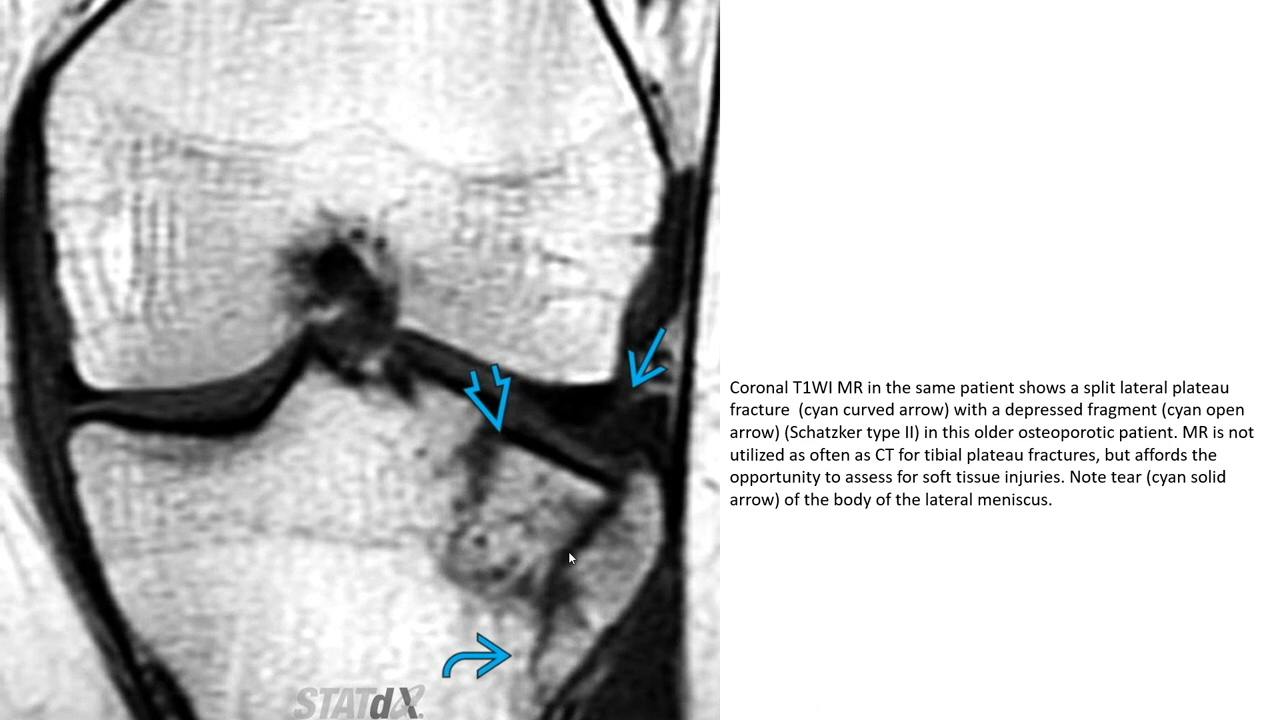 Coronal T1WI MR in the same patient shows a split lateral plateau
fracture  (cyan curved arrow) with a depressed fragment (cyan open
arrow) (Schatzker type II) in this older osteoporotic patient. MR is not
utilized as often as CT for tibial plateau fractures, but affords the
opportunity to assess for soft tissue injuries. Note tear (cyan solid
arrow) of the body of the lateral meniscus.
STATdX